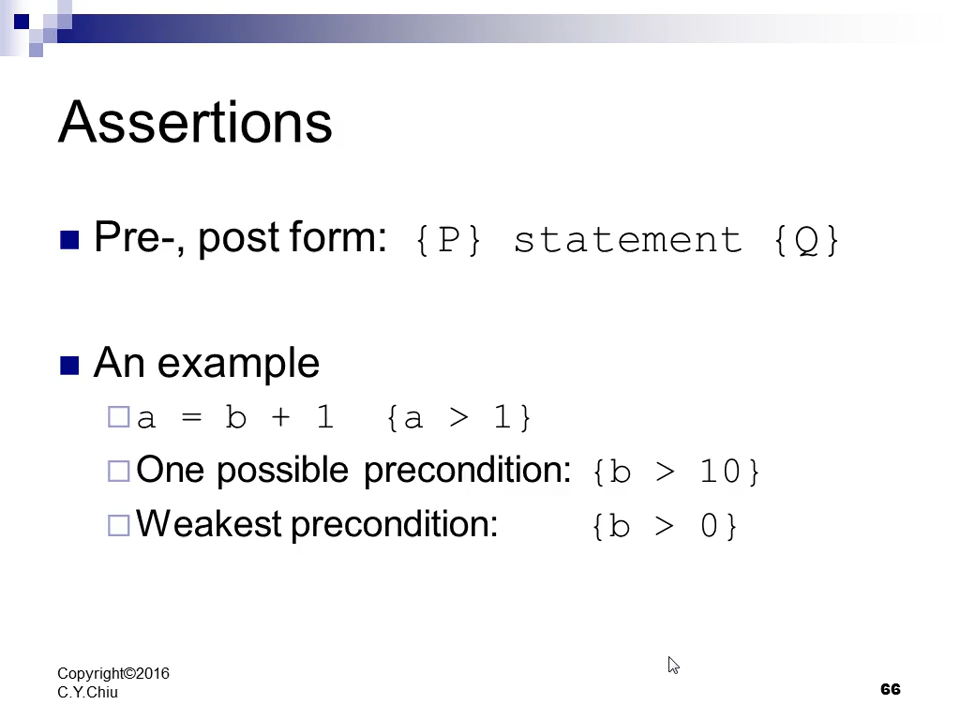 Assertions
Pre-, post form: {P} statement {Q}
An example
a = b + 1 {a > 1}
One possible precondition: {b > 10}
Weakest precondition: {b > 0}
Copyright©2016
C.Y.Chiu
66